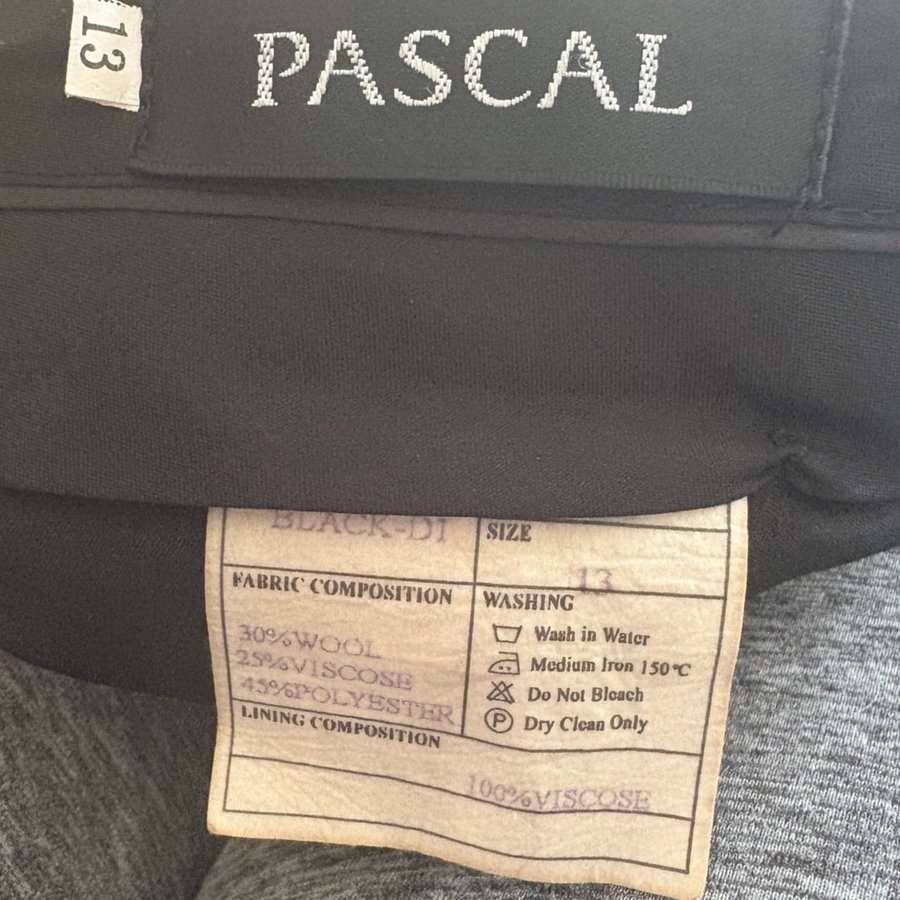 13
PASCAL
BLACK-D1
SIZE
13
FABRIC COMPOSITION
30%WOOL
25%VISCOSE
45%POLYESTER
WASHING
Wash in Water
Medium Iron 150°C
Do Not Bleach
P Dry Clean Only
LINING COMPOSITION
100%VISCOSE